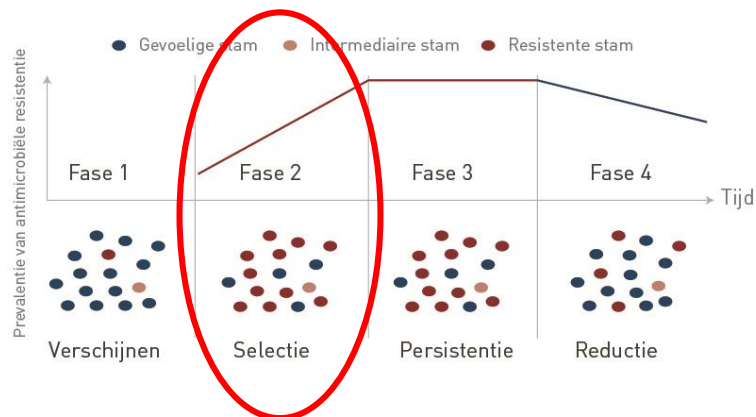 Gevoelige stam Intermediaire stam Resistente stam
Prevalentie van antimicrobiële resistentie
Fase 1 Fase 2 Fase 3 Fase 4
Tijd
Verschijnen Selectie Persistentie Reductie